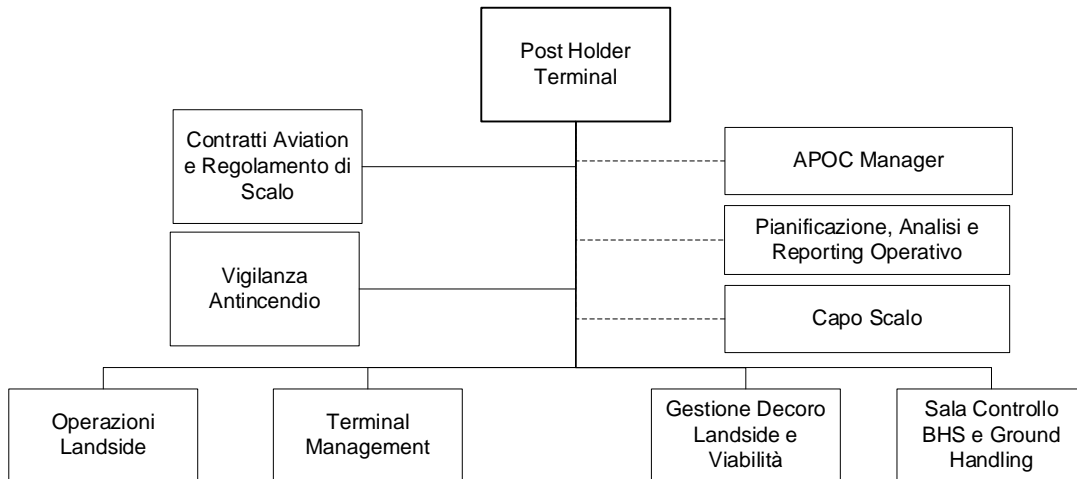 Post Holder
Terminal
Contratti Aviation
e Regolamento di
Scalo
APOC Manager
Pianificazione, Analisi e
Reporting Operativo
Vigilanza
Antincendio
Capo Scalo
Operazioni
Landside
Terminal
Management
Gestione Decoro
Landside e
Viabilità
Sala Controllo
BHS e Ground
Handling